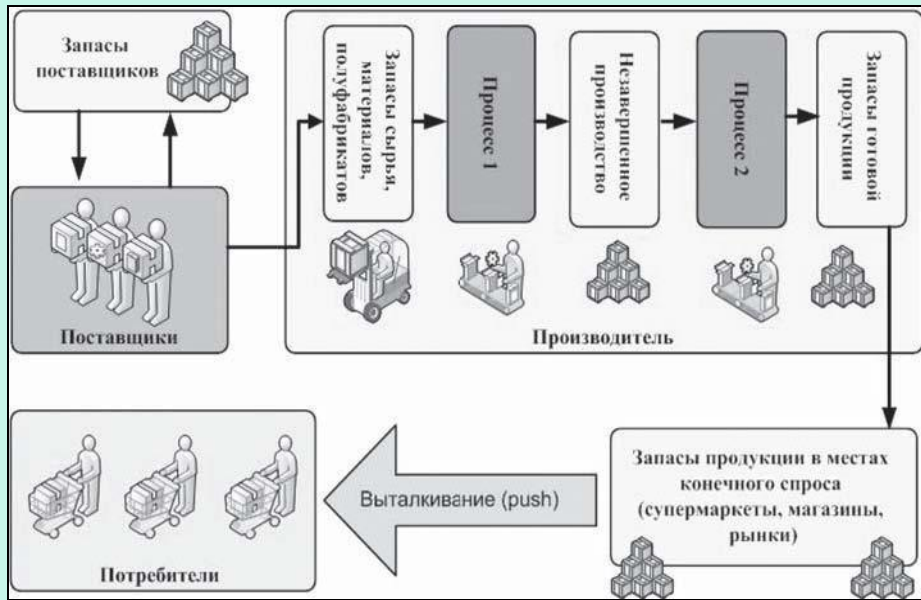 Запасы
поставщиков
Поставщики
Запасы сырья,
материалов,
полуфабрикатов
Процесс 1
Незавершенное
производство
Процесс 2
Запасы готовой
продукции
Производитель
Запасы продукции в местах
конечного спроса
(супермаркеты, магазины,
рынки)
Выталкивание (push)
Потребители